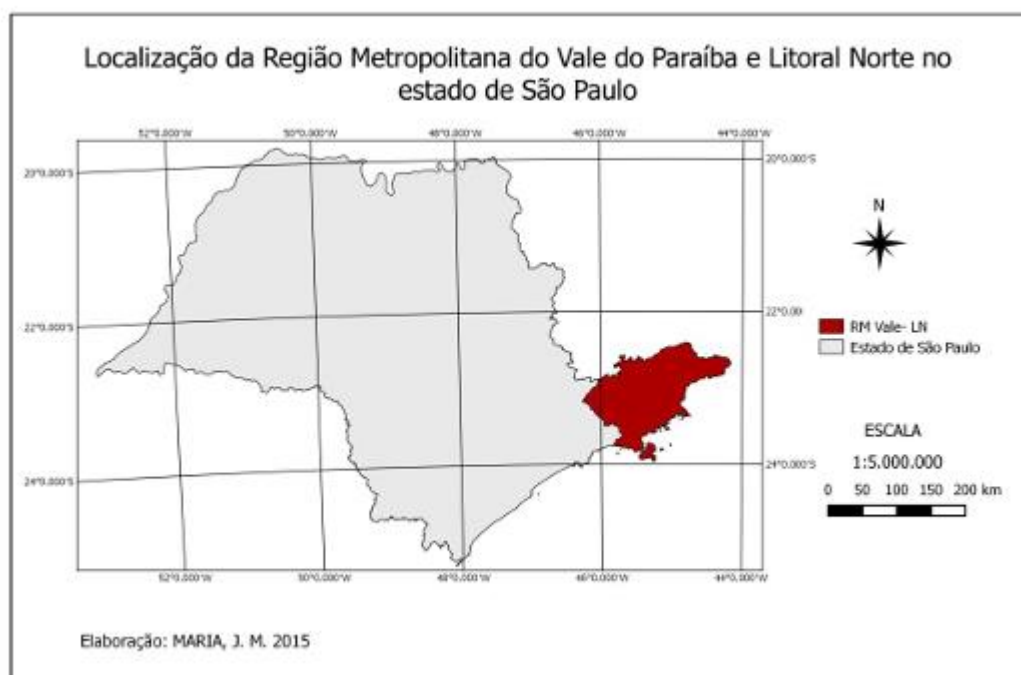 Localização da Região Metropolitana do Vale do Paraíba e Litoral Norte no
estado de São Paulo
52°0.000'W 50°0.000'W 48°0.000'W 46°0.000'W 44°0.000'W
20°0.000'S 20°0.000'S
N
22°0.000'S 22°0.00
RM Vale- LN
Estado de São Paulo
ESCALA
1:5.000.000
24°0.000'S 24°0.000'S
0 50 100 150 200 km
52°0.000'W 50°0.000'W 48°0.000'W 46°0.000'W 44°0.000'W
Elaboração: MARIA, J. M. 2015